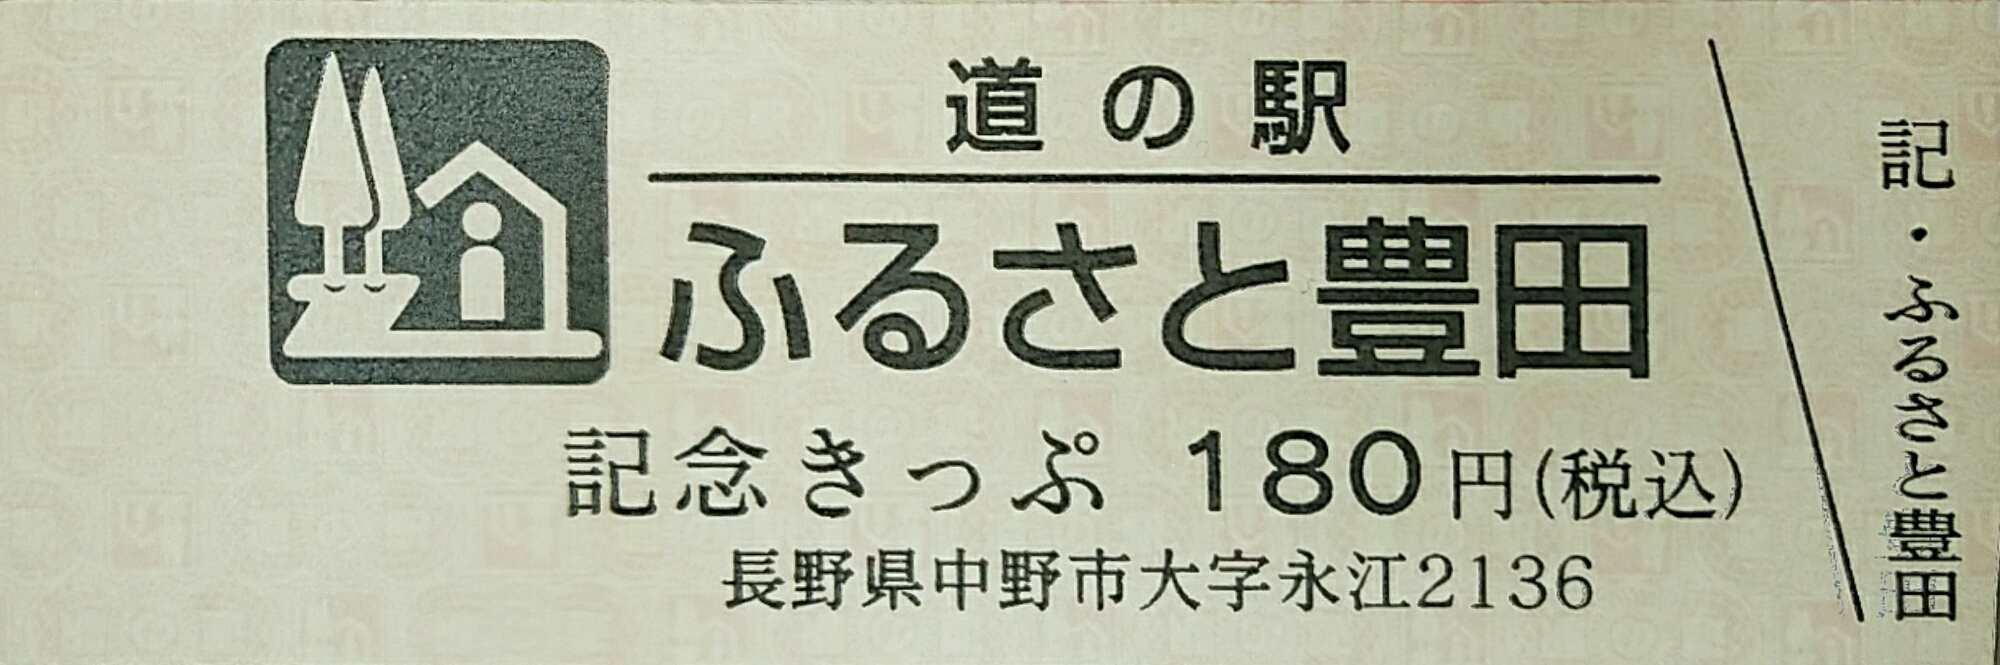 道の駅
ふるさと豊田
記念きっぷ 180円(税込)
長野県中野市大字永江2136
記・ふるさと豊田